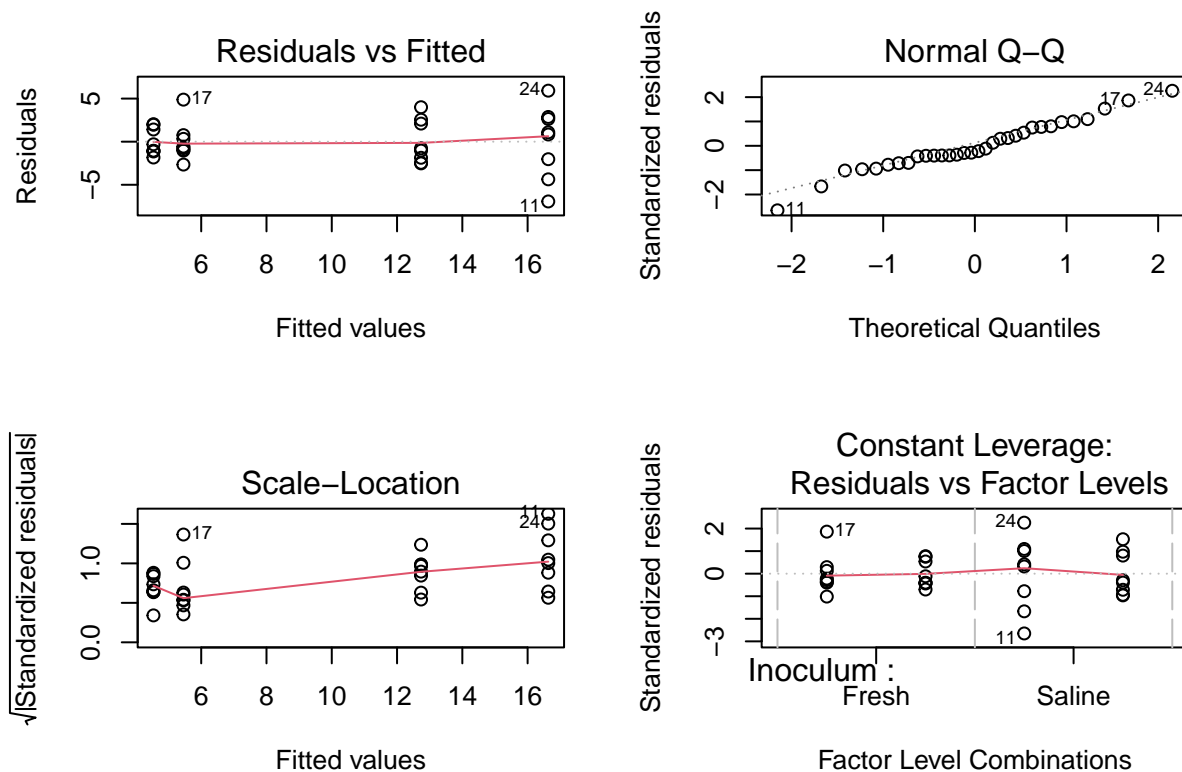 Residuals vs Fitted
Residuals
5
−5
17
24
11
6 8 10 12 14 16
Fitted values
Normal Q−Q
Standardized residuals
2
0
−2
17
24
11
−2 −1 0 1 2
Theoretical Quantiles
Scale−Location
√|Standardized residuals|
1.0
0.0
17
11
24
6 8 10 12 14 16
Fitted values
Constant Leverage:
Residuals vs Factor Levels
Standardized residuals
2
0
−3
17
24
11
Inoculum :
Fresh Saline
Factor Level Combinations